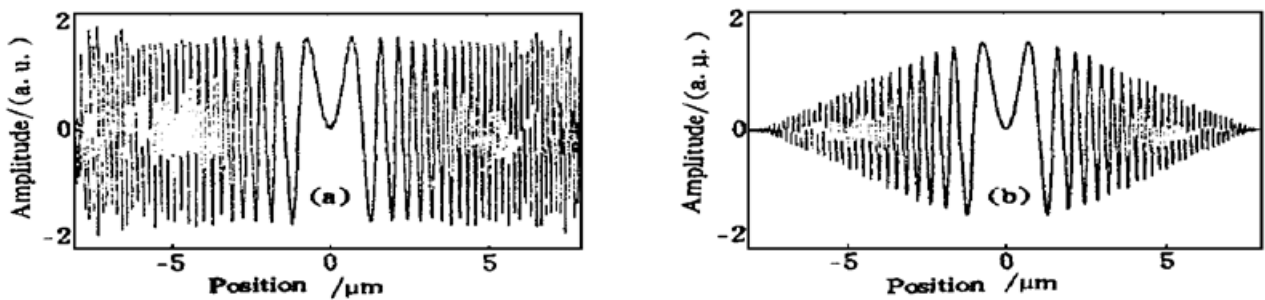 2
0
-2
Amplitude/(a. u.)
(a)
-5 0 5
Position /μm
2
0
-2
Amplitude/(a. μ.)
(b)
-5 0 5
Position /μm